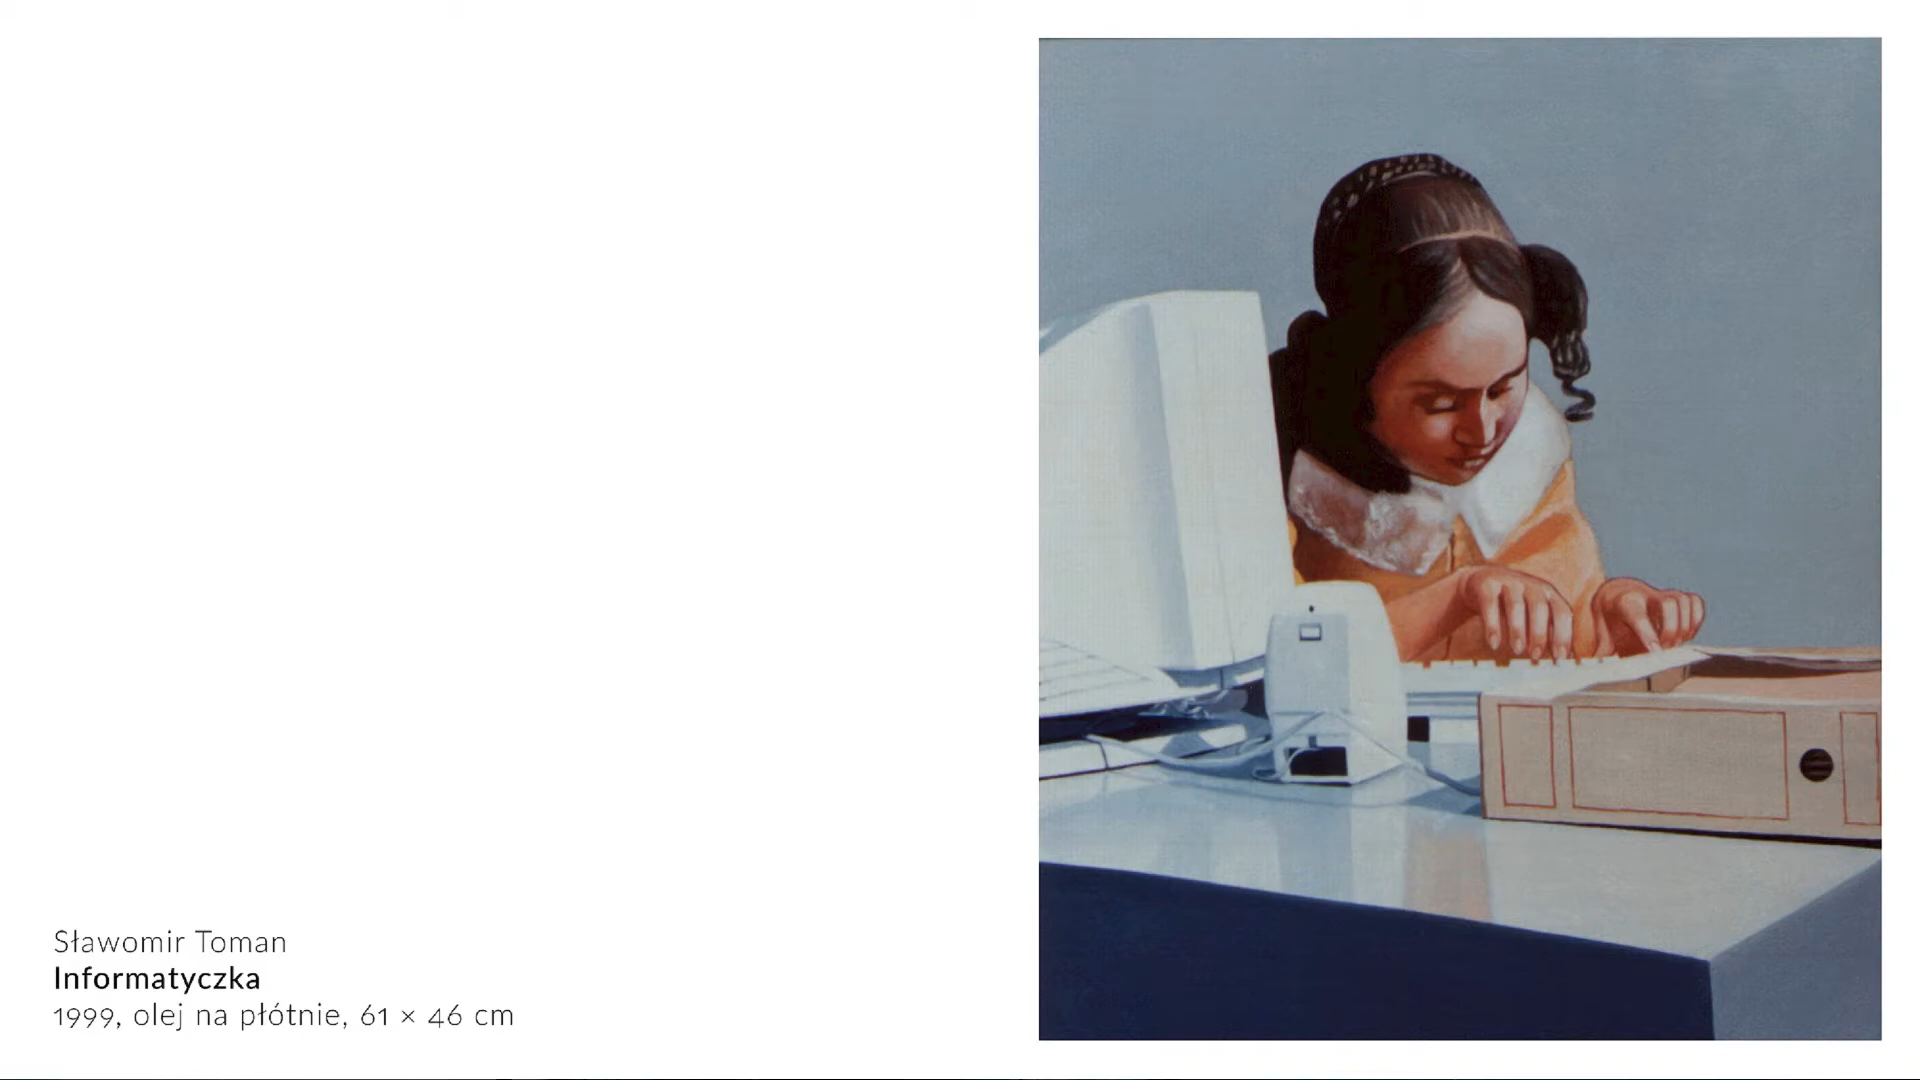 Sławomir Toman
Informatyczka
1999, olej na płótnie, 61 × 46 cm